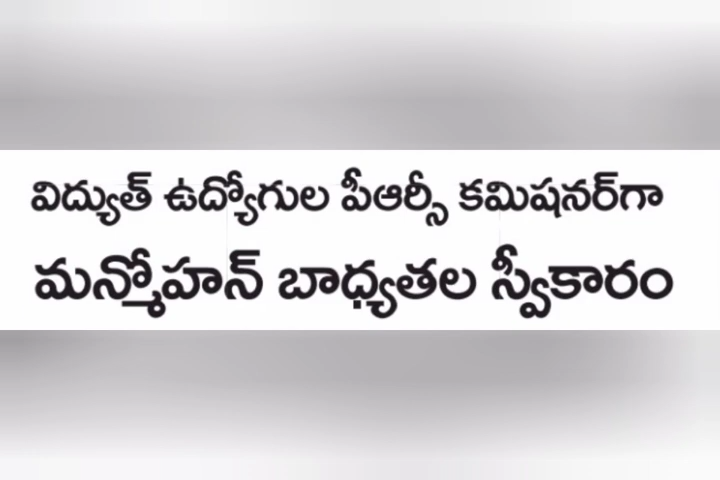 విద్యుత్ ఉద్యోగుల పీఆర్సీ కమిషనర్‌గా
మన్మోహన్ బాధ్యతల స్వీకారం